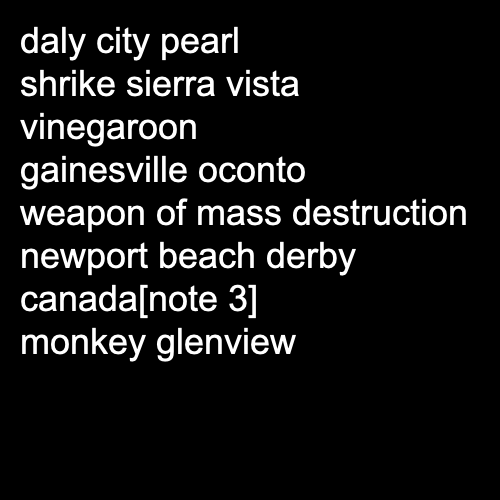 daly city pearl
shrike sierra vista
vinegaroon
gainesville oconto
weapon of mass destruction
newport beach derby
canada[note 3]
monkey glenview